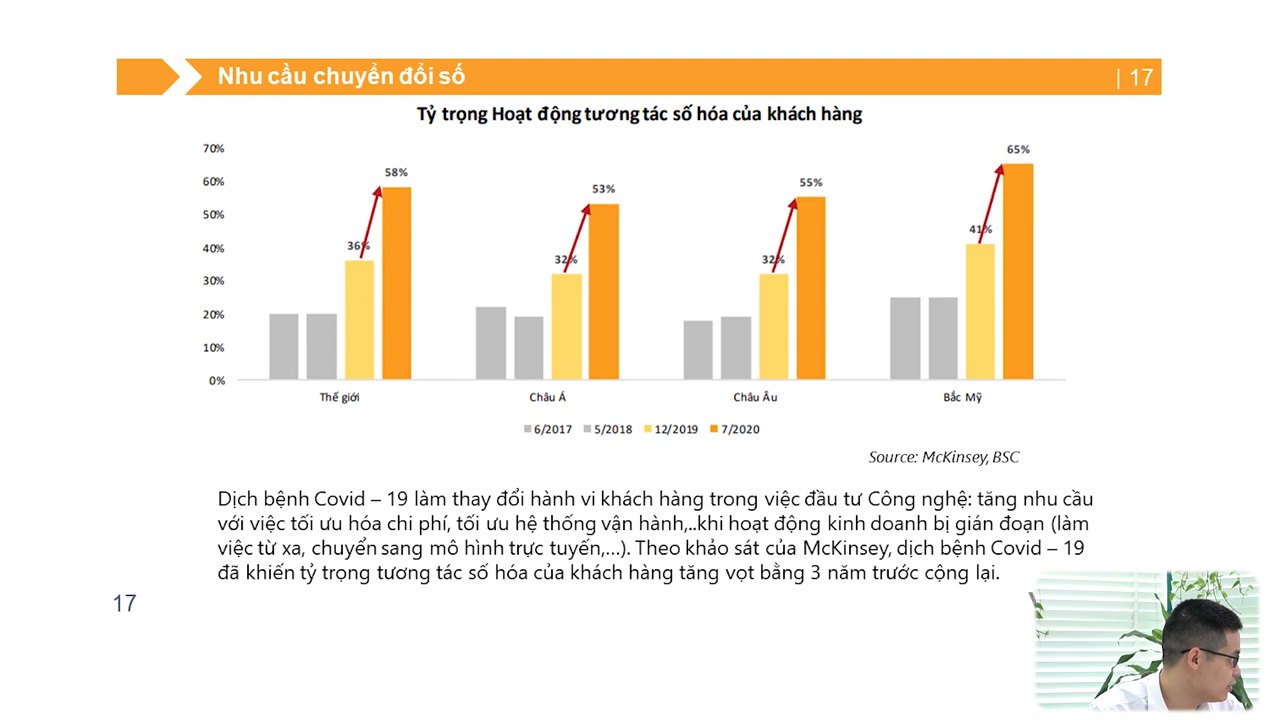 Nhu cầu chuyển đổi số
| 17
Tỷ trọng Hoạt động tương tác số hóa của khách hàng
70%
60%
50%
40%
30%
20%
10%
0%
36%
58%
32%
53%
32%
55%
41%
65%
Thế giới
Châu Á
Châu Âu
Bắc Mỹ
6/2017 5/2018 12/2019 7/2020
Source: McKinsey, BSC
Dịch bệnh Covid – 19 làm thay đổi hành vi khách hàng trong việc đầu tư Công nghệ: tăng nhu cầu
với việc tối ưu hóa chi phí, tối ưu hệ thống vận hành,..khi hoạt động kinh doanh bị gián đoạn (làm
việc từ xa, chuyển sang mô hình trực tuyến,...). Theo khảo sát của McKinsey, dịch bệnh Covid – 19
đã khiến tỷ trọng tương tác số hóa của khách hàng tăng vọt bằng 3 năm trước cộng lại.
17